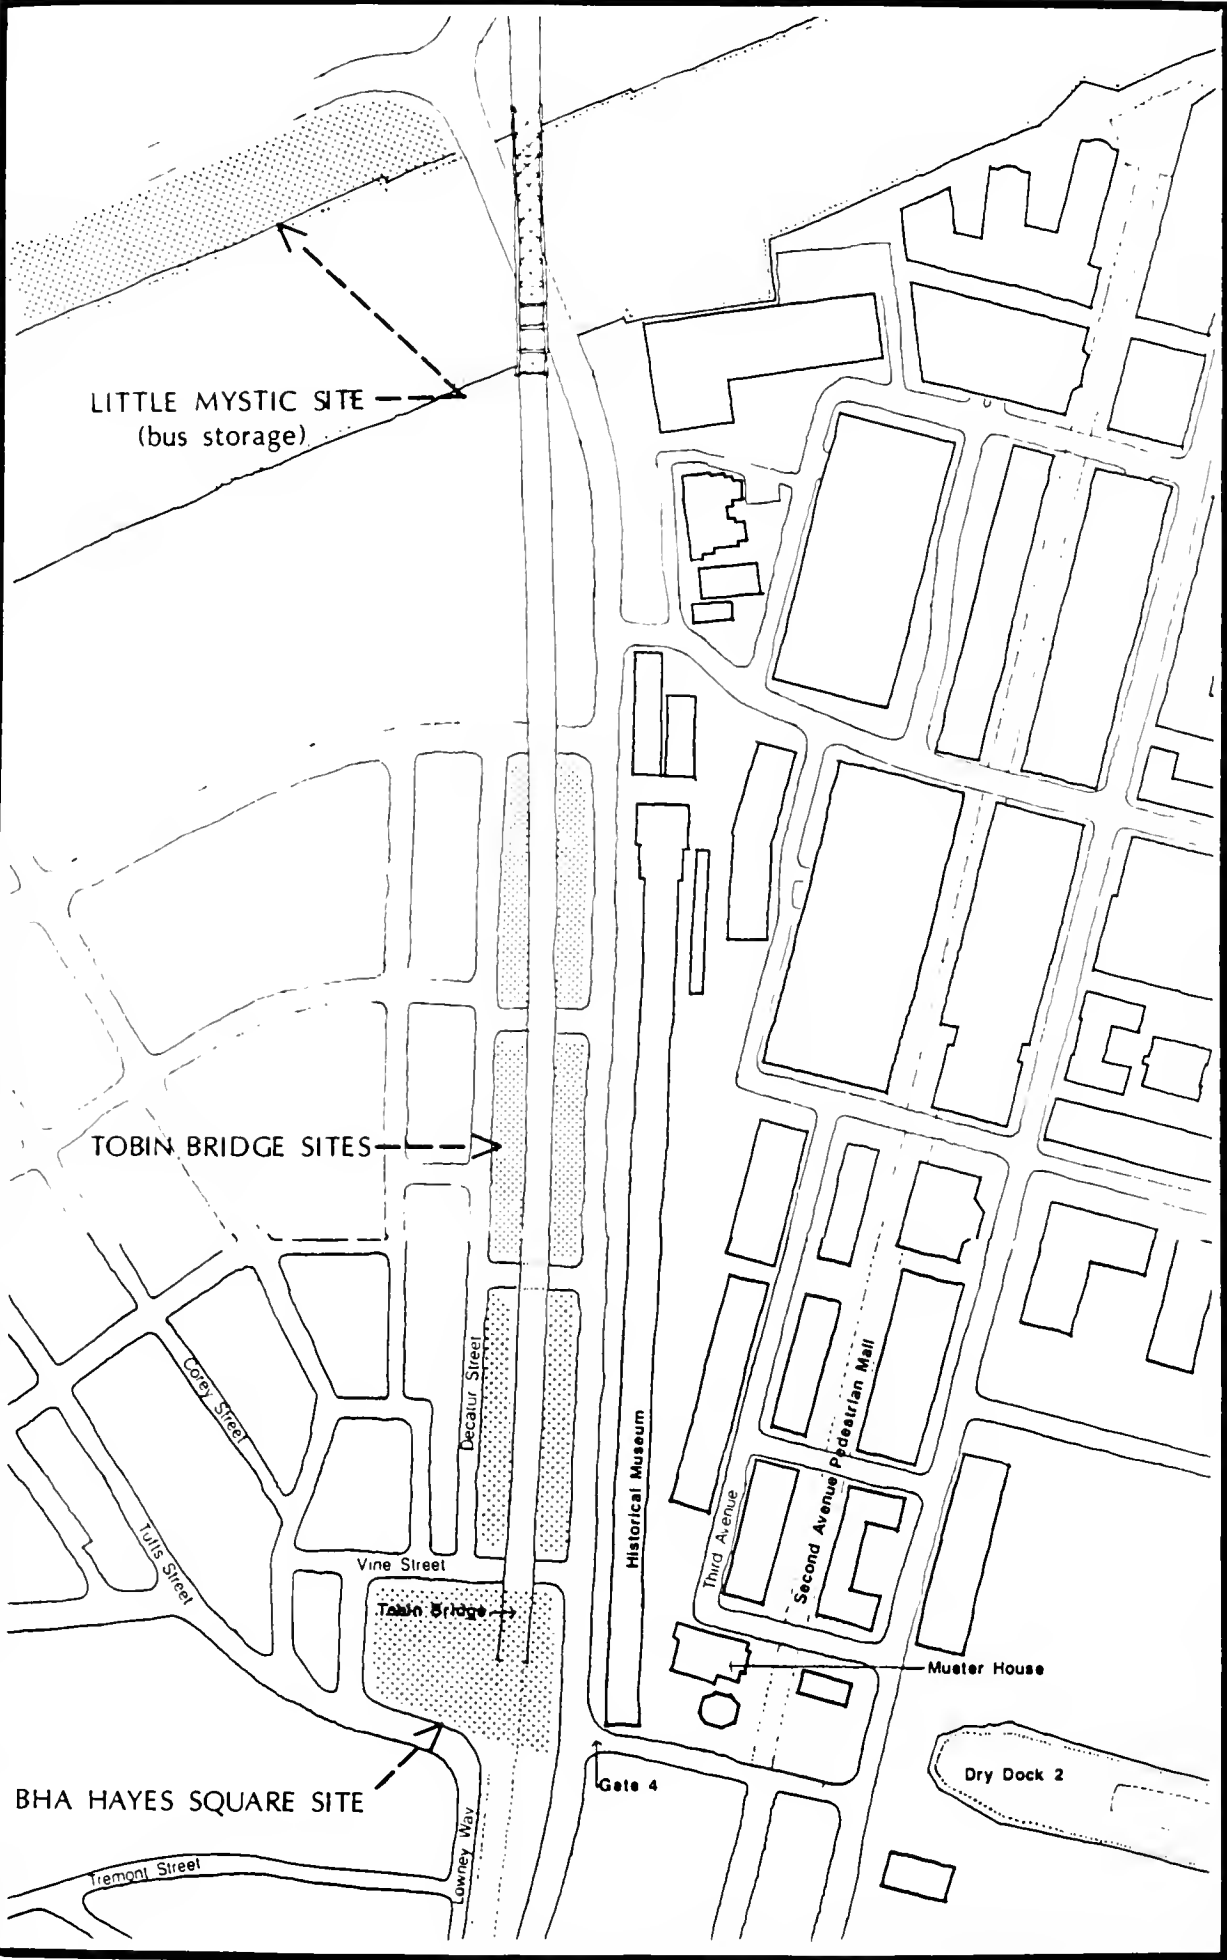 LITTLE MYSTIC SITE
(bus storage)
TOBIN BRIDGE SITES
Corey Street
Decatur Street
Historical Museum
Second Avenue Pedestrian Mall
Third Avenue
Tufts Street
Vine Street
Tobin Bridge
Muster House
Dry Dock 2
Gate 4
BHA HAYES SQUARE SITE
Lowney Way
Tremont Street